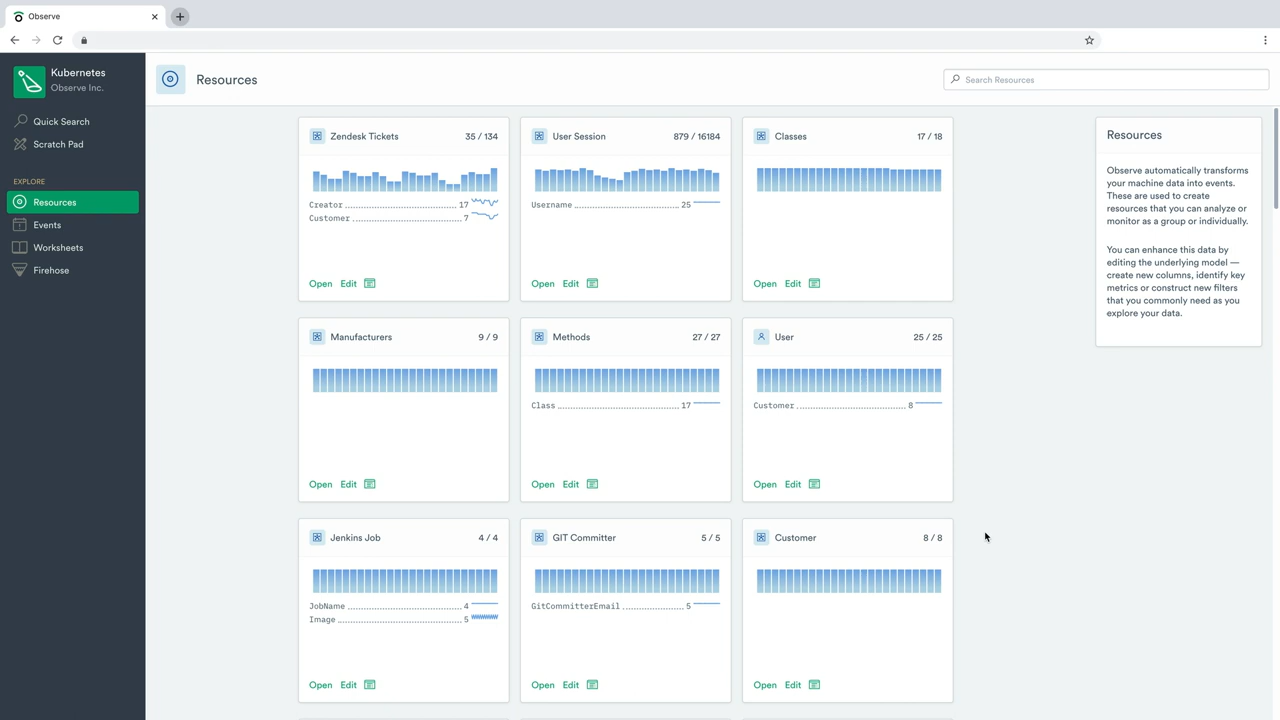 Observe
Kubernetes
Observe Inc.
Quick Search
Scratch Pad
EXPLORE
Resources
Events
Worksheets
Firehose
Resources
Search Resources
Zendesk Tickets 35 / 134
Creator 17
Customer 7
Open Edit
User Session 879 / 16184
Username 25
Open Edit
Classes 17 / 18
Open Edit
Manufacturers 9 / 9
Open Edit
Methods 27 / 27
Class 17
Open Edit
User 25 / 25
Customer 8
Open Edit
Jenkins Job 4 / 4
JobName 4
Image 5
Open Edit
GIT Committer 5 / 5
GitCommitterEmail 5
Open Edit
Customer 8 / 8
Open Edit
Resources
Observe automatically transforms
your machine data into events.
These are used to create
resources that you can analyze or
monitor as a group or individually.
You can enhance this data by
editing the underlying model —
create new columns, identify key
metrics or construct new filters
that you commonly need as you
explore your data.